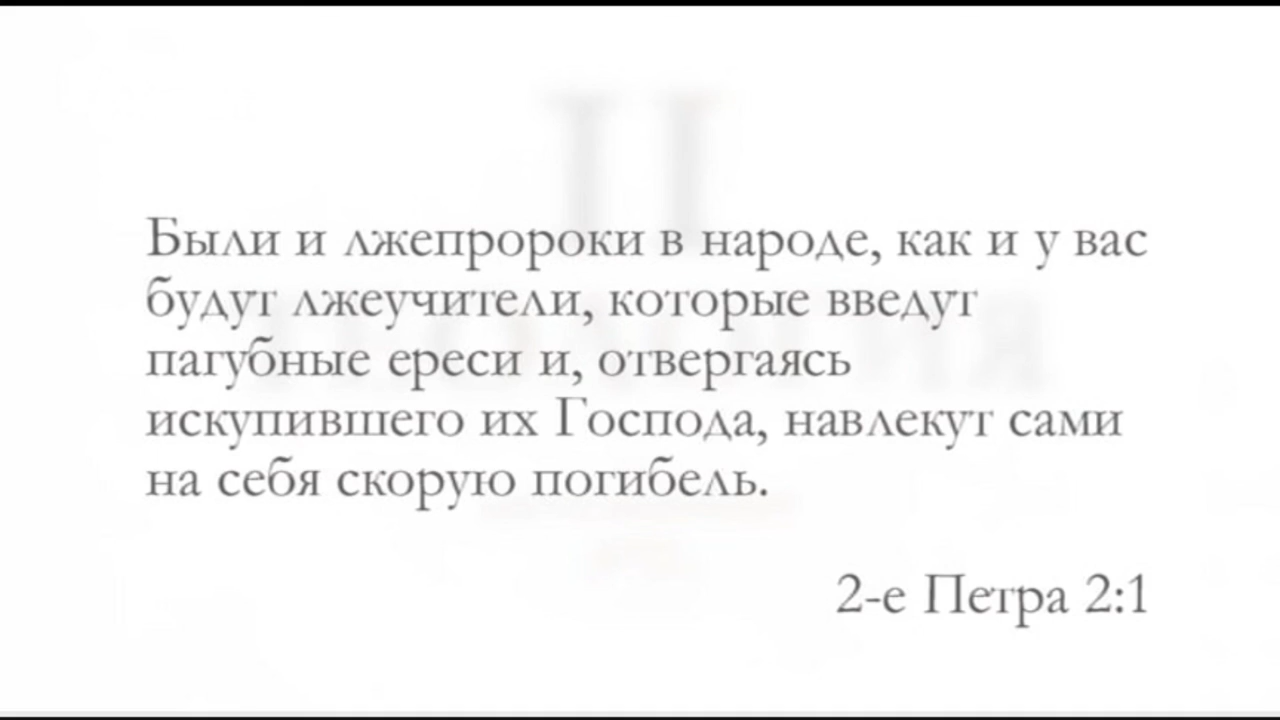 Были и лжепророки в народе, как и у вас
будут лжеучители, которые введут
пагубные ереси и, отвергаясь
искупившего их Господа, навлекут сами
на себя скорую погибель.
2-е Петра 2:1